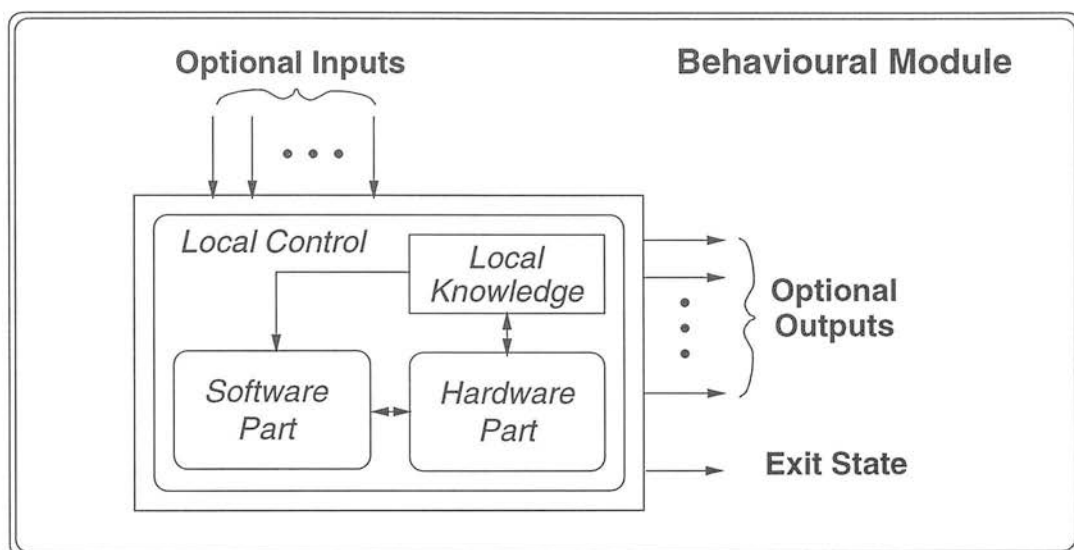 Behavioural Module
Optional Inputs
Local Control
Local
Knowledge
Software
Part
Hardware
Part
Optional
Outputs
Exit State